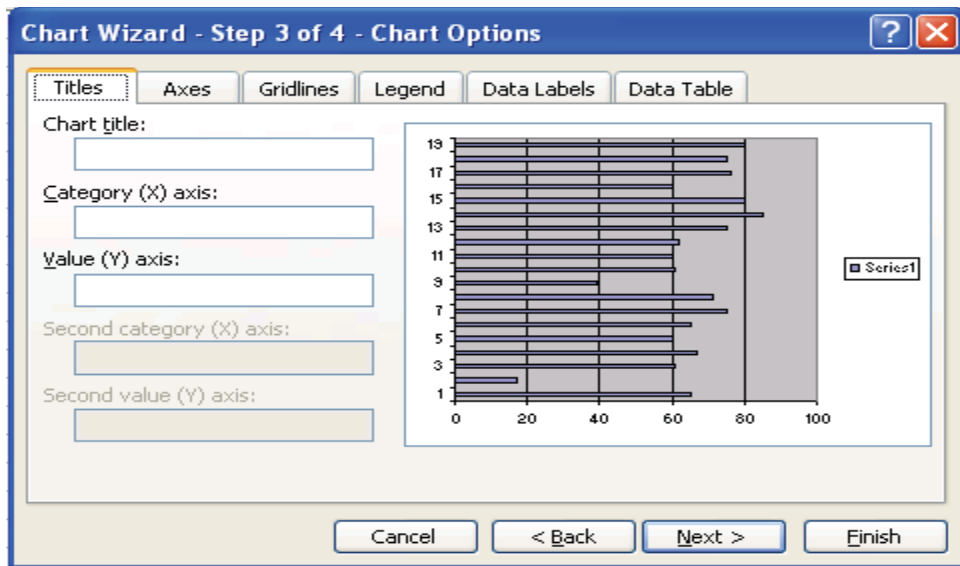 Chart Wizard - Step 3 of 4 - Chart Options
Titles Axes Gridlines Legend Data Labels Data Table
Chart title:
Category (X) axis:
Value (Y) axis:
Second category (X) axis:
Second value (Y) axis:
19
17
15
13
11
9
7
5
3
1
0 20 40 60 80 100
Series1
Cancel < Back Next > Finish